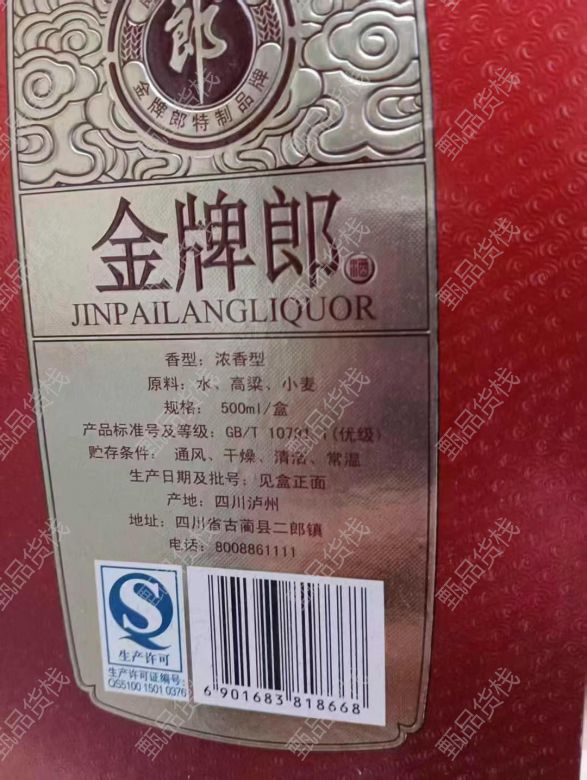 郎
金牌郎特制品牌
金牌郎酒
JINPAILANGLIQUOR
香型：浓香型
原料：水、高粱、小麦
规格： 500ml/盒
产品标准号及等级：GB/T 10781.1(优级)
贮存条件： 通风、干燥、清洁、常温
生产日期及批号：见盒正面
产地：四川泸州
地址：四川省古蔺县二郎镇
电话：8008861111
生产许可
生产许可证编号：
QS5100 1501 0376
6 901683 818668
甄品货栈